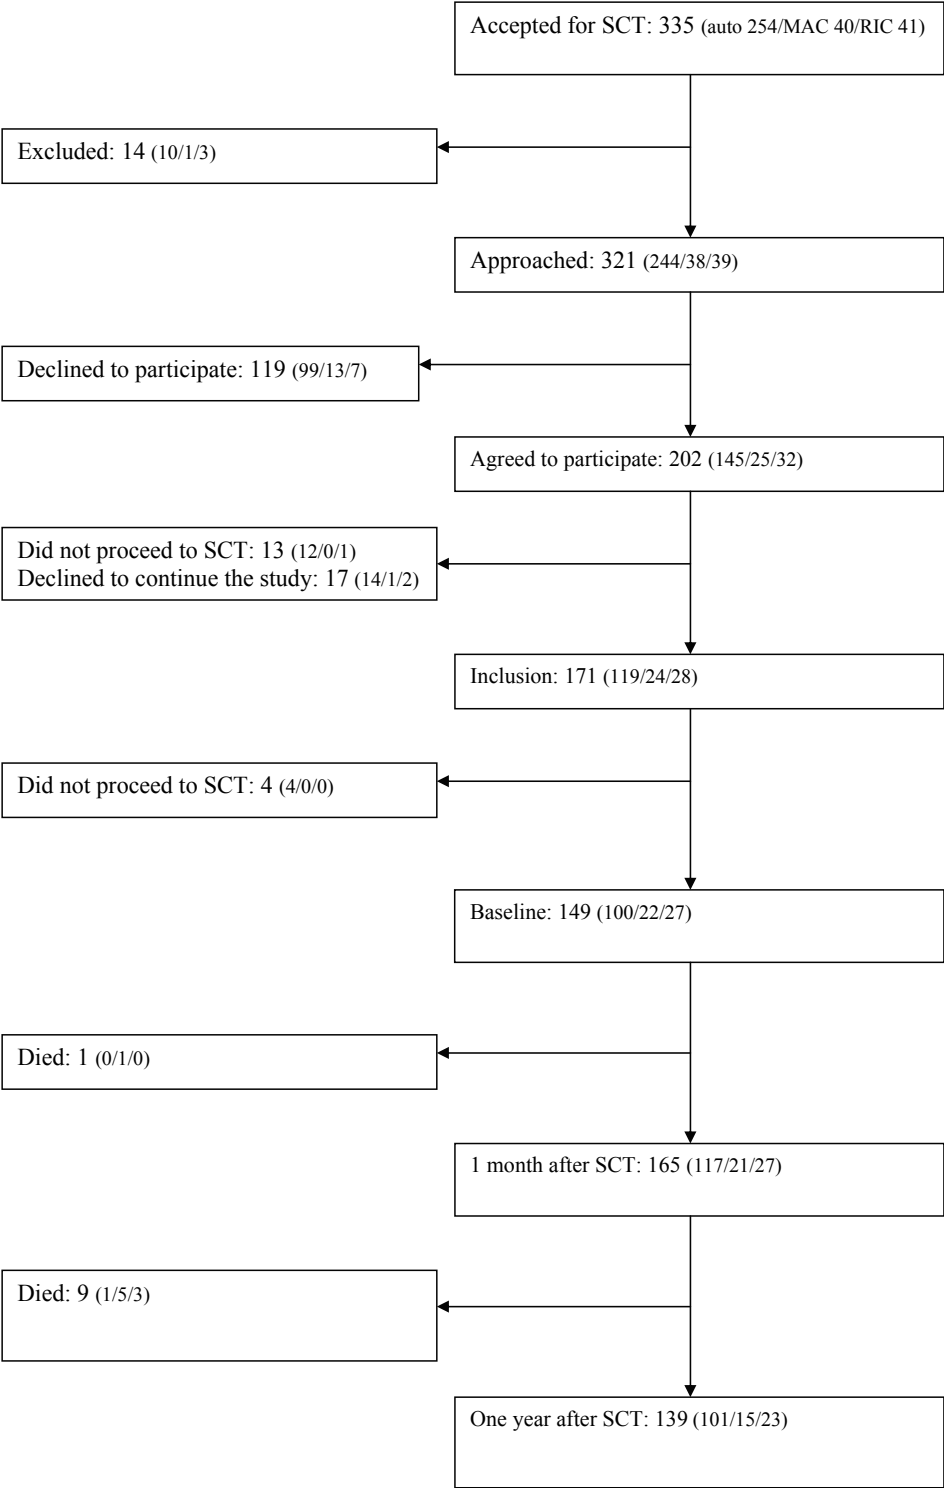 Accepted for SCT: 335 (auto 254/MAC 40/RIC 41)
Excluded: 14 (10/1/3)
Approached: 321 (244/38/39)
Declined to participate: 119 (99/13/7)
Agreed to participate: 202 (145/25/32)
Did not proceed to SCT: 13 (12/0/1)
Declined to continue the study: 17 (14/1/2)
Inclusion: 171 (119/24/28)
Did not proceed to SCT: 4 (4/0/0)
Baseline: 149 (100/22/27)
Died: 1 (0/1/0)
1 month after SCT: 165 (117/21/27)
Died: 9 (1/5/3)
One year after SCT: 139 (101/15/23)